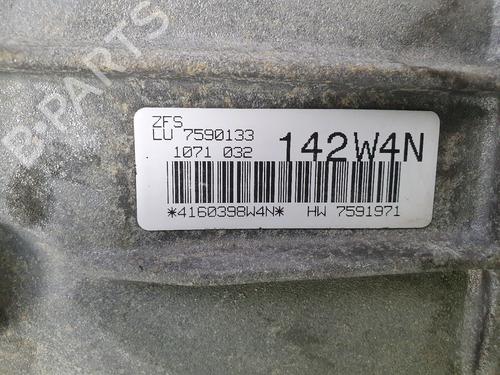 B-PARTS
ZFS
LU 7590133
1071 032 142W4N
*4160398W4N* HW 7591971